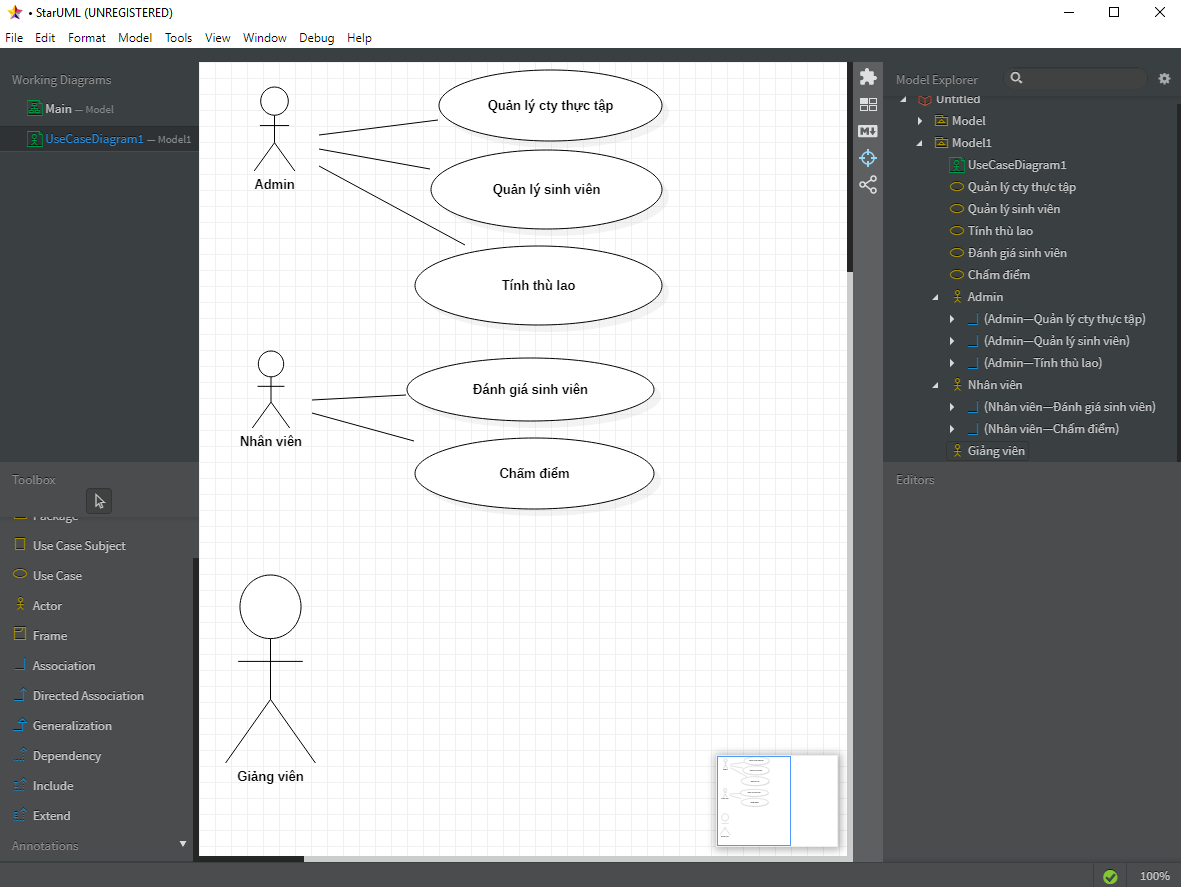 • StarUML (UNREGISTERED)
File Edit Format Model Tools View Window Debug Help
Working Diagrams
Main — Model
UseCaseDiagram1 — Model1
Toolbox
Package
Use Case Subject
Use Case
Actor
Frame
Association
Directed Association
Generalization
Dependency
Include
Extend
Annotations
Admin
Quản lý cty thực tập
Quản lý sinh viên
Tính thù lao
Nhân viên
Đánh giá sinh viên
Chấm điểm
Giảng viên
M
Model Explorer
Untitled
Model
Model1
UseCaseDiagram1
Quản lý cty thực tập
Quản lý sinh viên
Tính thù lao
Đánh giá sinh viên
Chấm điểm
Admin
(Admin—Quản lý cty thực tập)
(Admin—Quản lý sinh viên)
(Admin—Tính thù lao)
Nhân viên
(Nhân viên—Đánh giá sinh viên)
(Nhân viên—Chấm điểm)
Giảng viên
Editors
100%